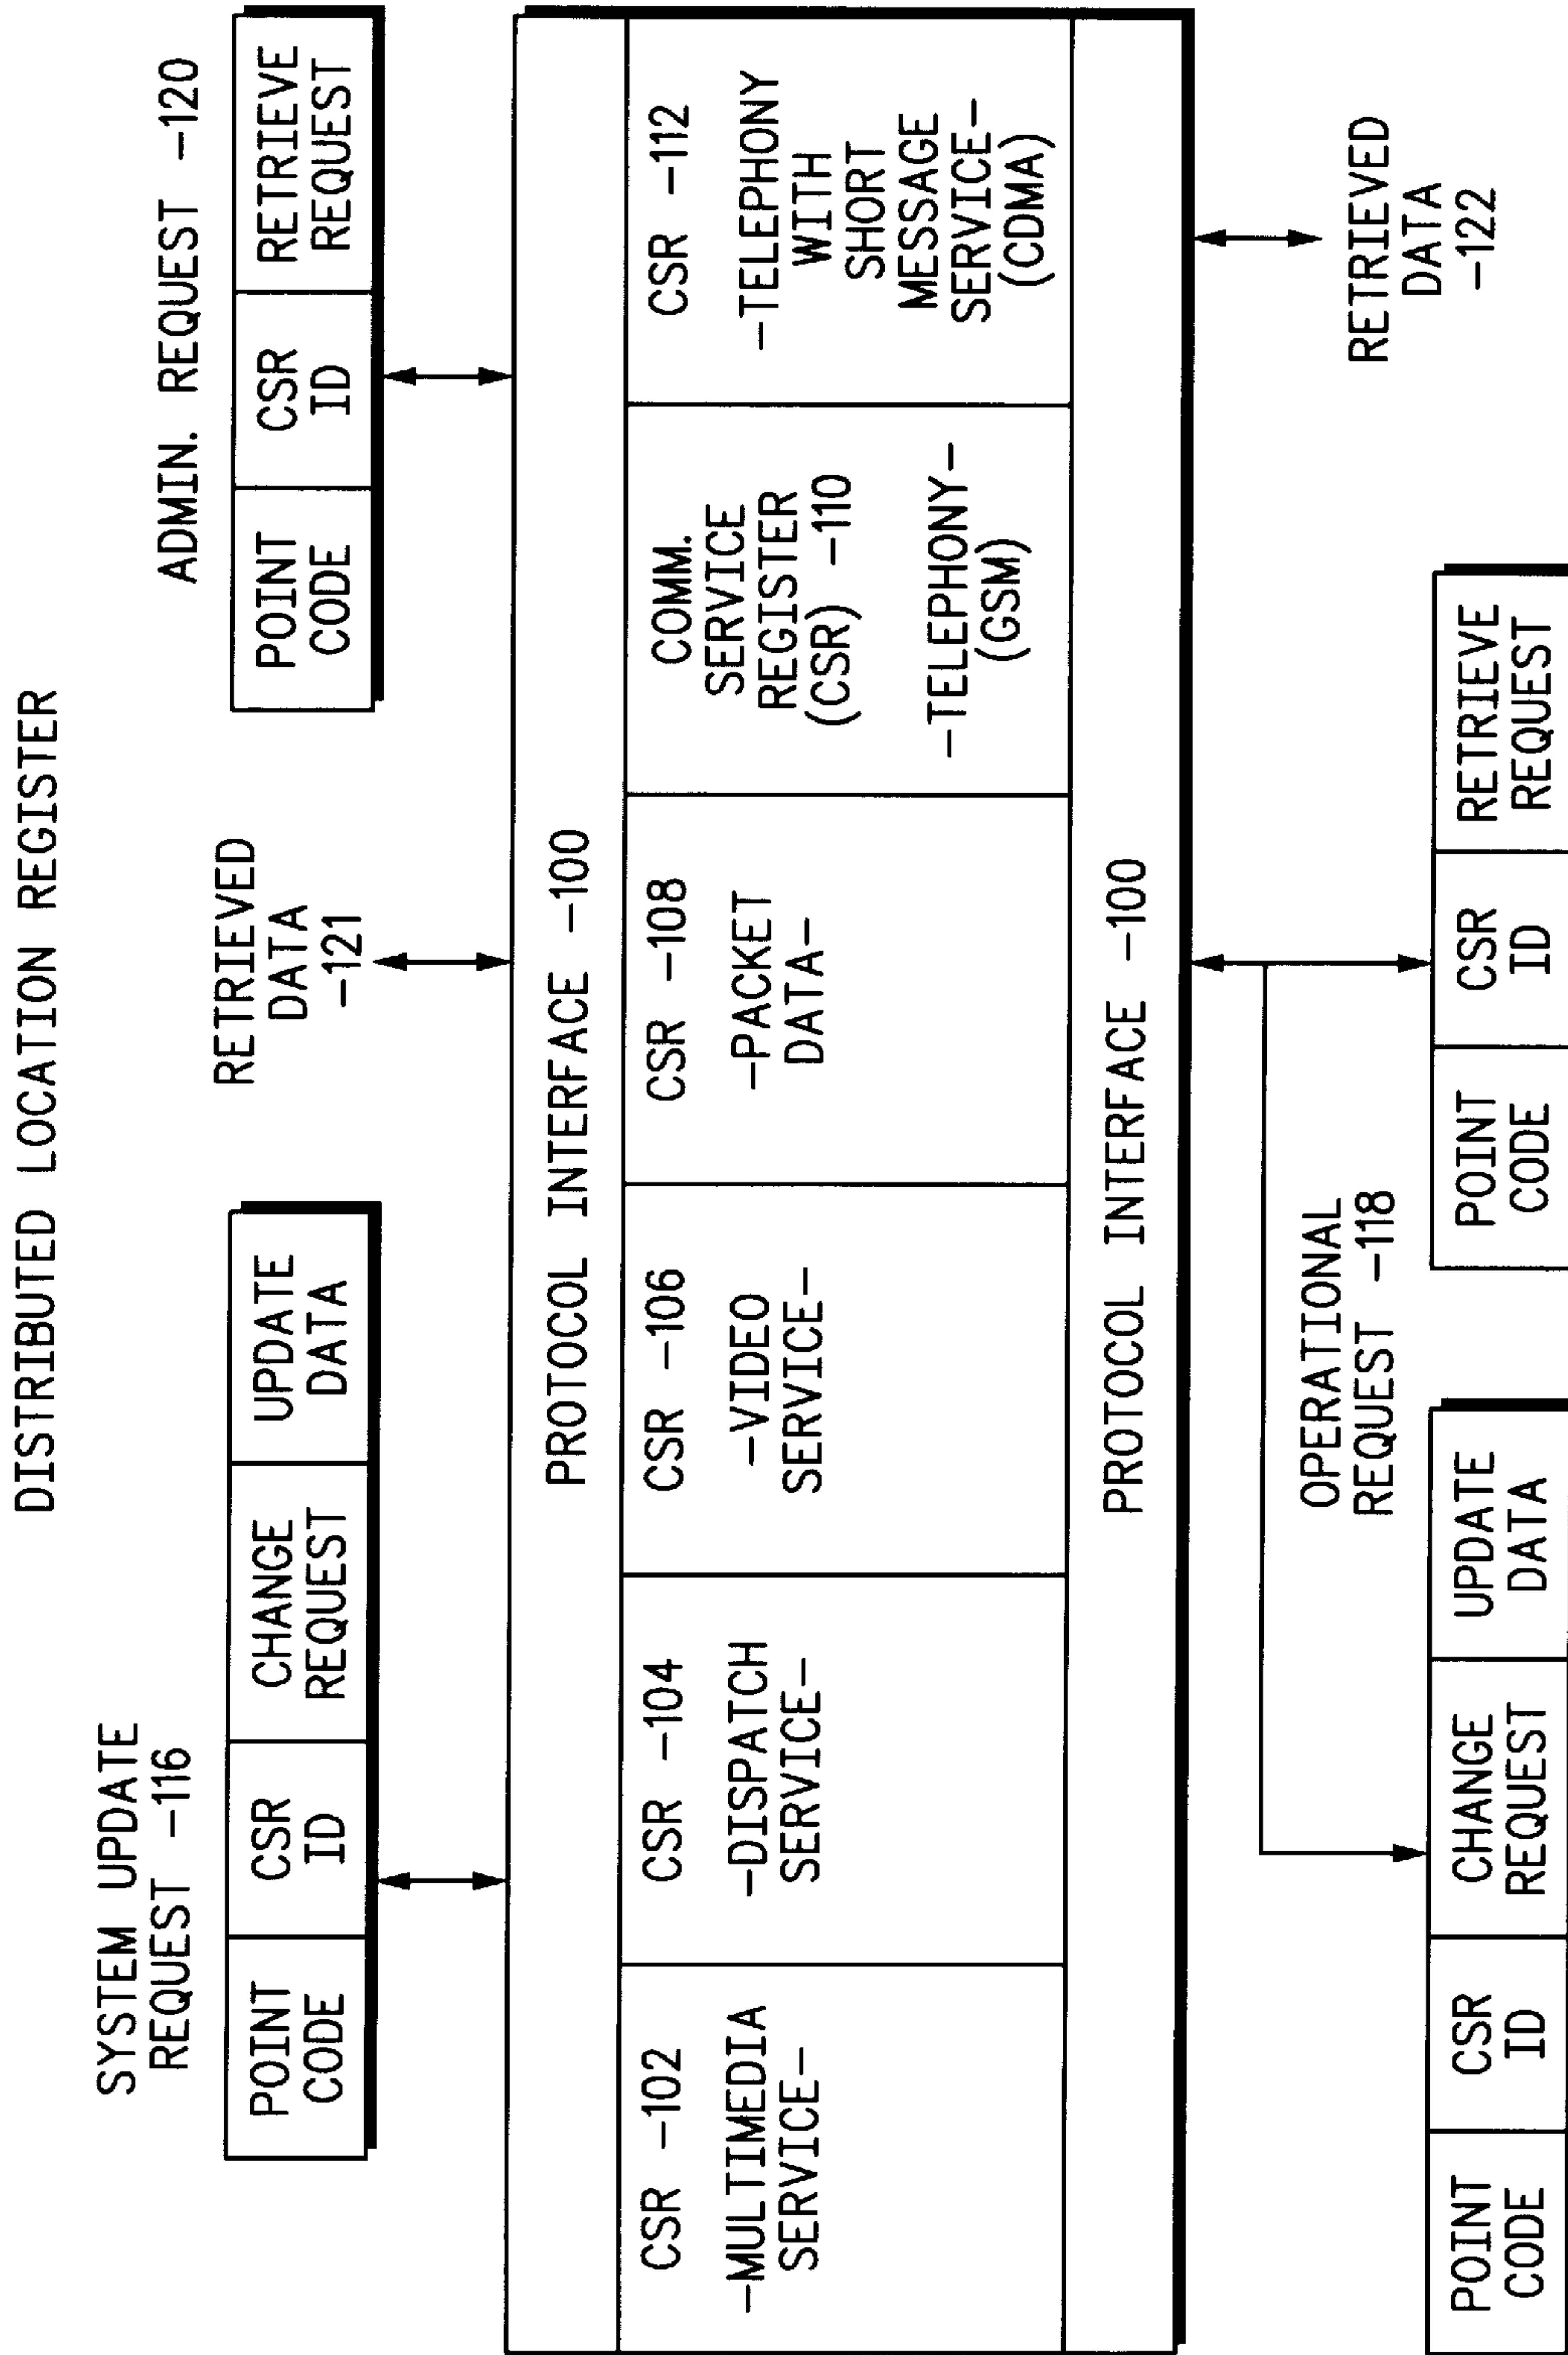 DISTRIBUTED LOCATION REGISTER
SYSTEM UPDATE
REQUEST -116
POINT
CODE
CSR
ID
CHANGE
REQUEST
UPDATE
DATA
RETRIEVED
DATA
-121
ADMIN. REQUEST -120
POINT
CODE
CSR
ID
RETRIEVE
REQUEST
PROTOCOL INTERFACE -100
CSR -102
-MULTIMEDIA
SERVICE-
CSR -104
-DISPATCH
SERVICE-
CSR -106
-VIDEO
SERVICE-
CSR -108
-PACKET
DATA-
COMM.
SERVICE
REGISTER
(CSR) -110
-TELEPHONY-
(GSM)
CSR -112
-TELEPHONY
WITH
SHORT
MESSAGE
SERVICE-
(CDMA)
PROTOCOL INTERFACE -100
OPERATIONAL
REQUEST -118
RETRIEVED
DATA
-122
POINT
CODE
CSR
ID
CHANGE
REQUEST
UPDATE
DATA
POINT
CODE
CSR
ID
RETRIEVE
REQUEST